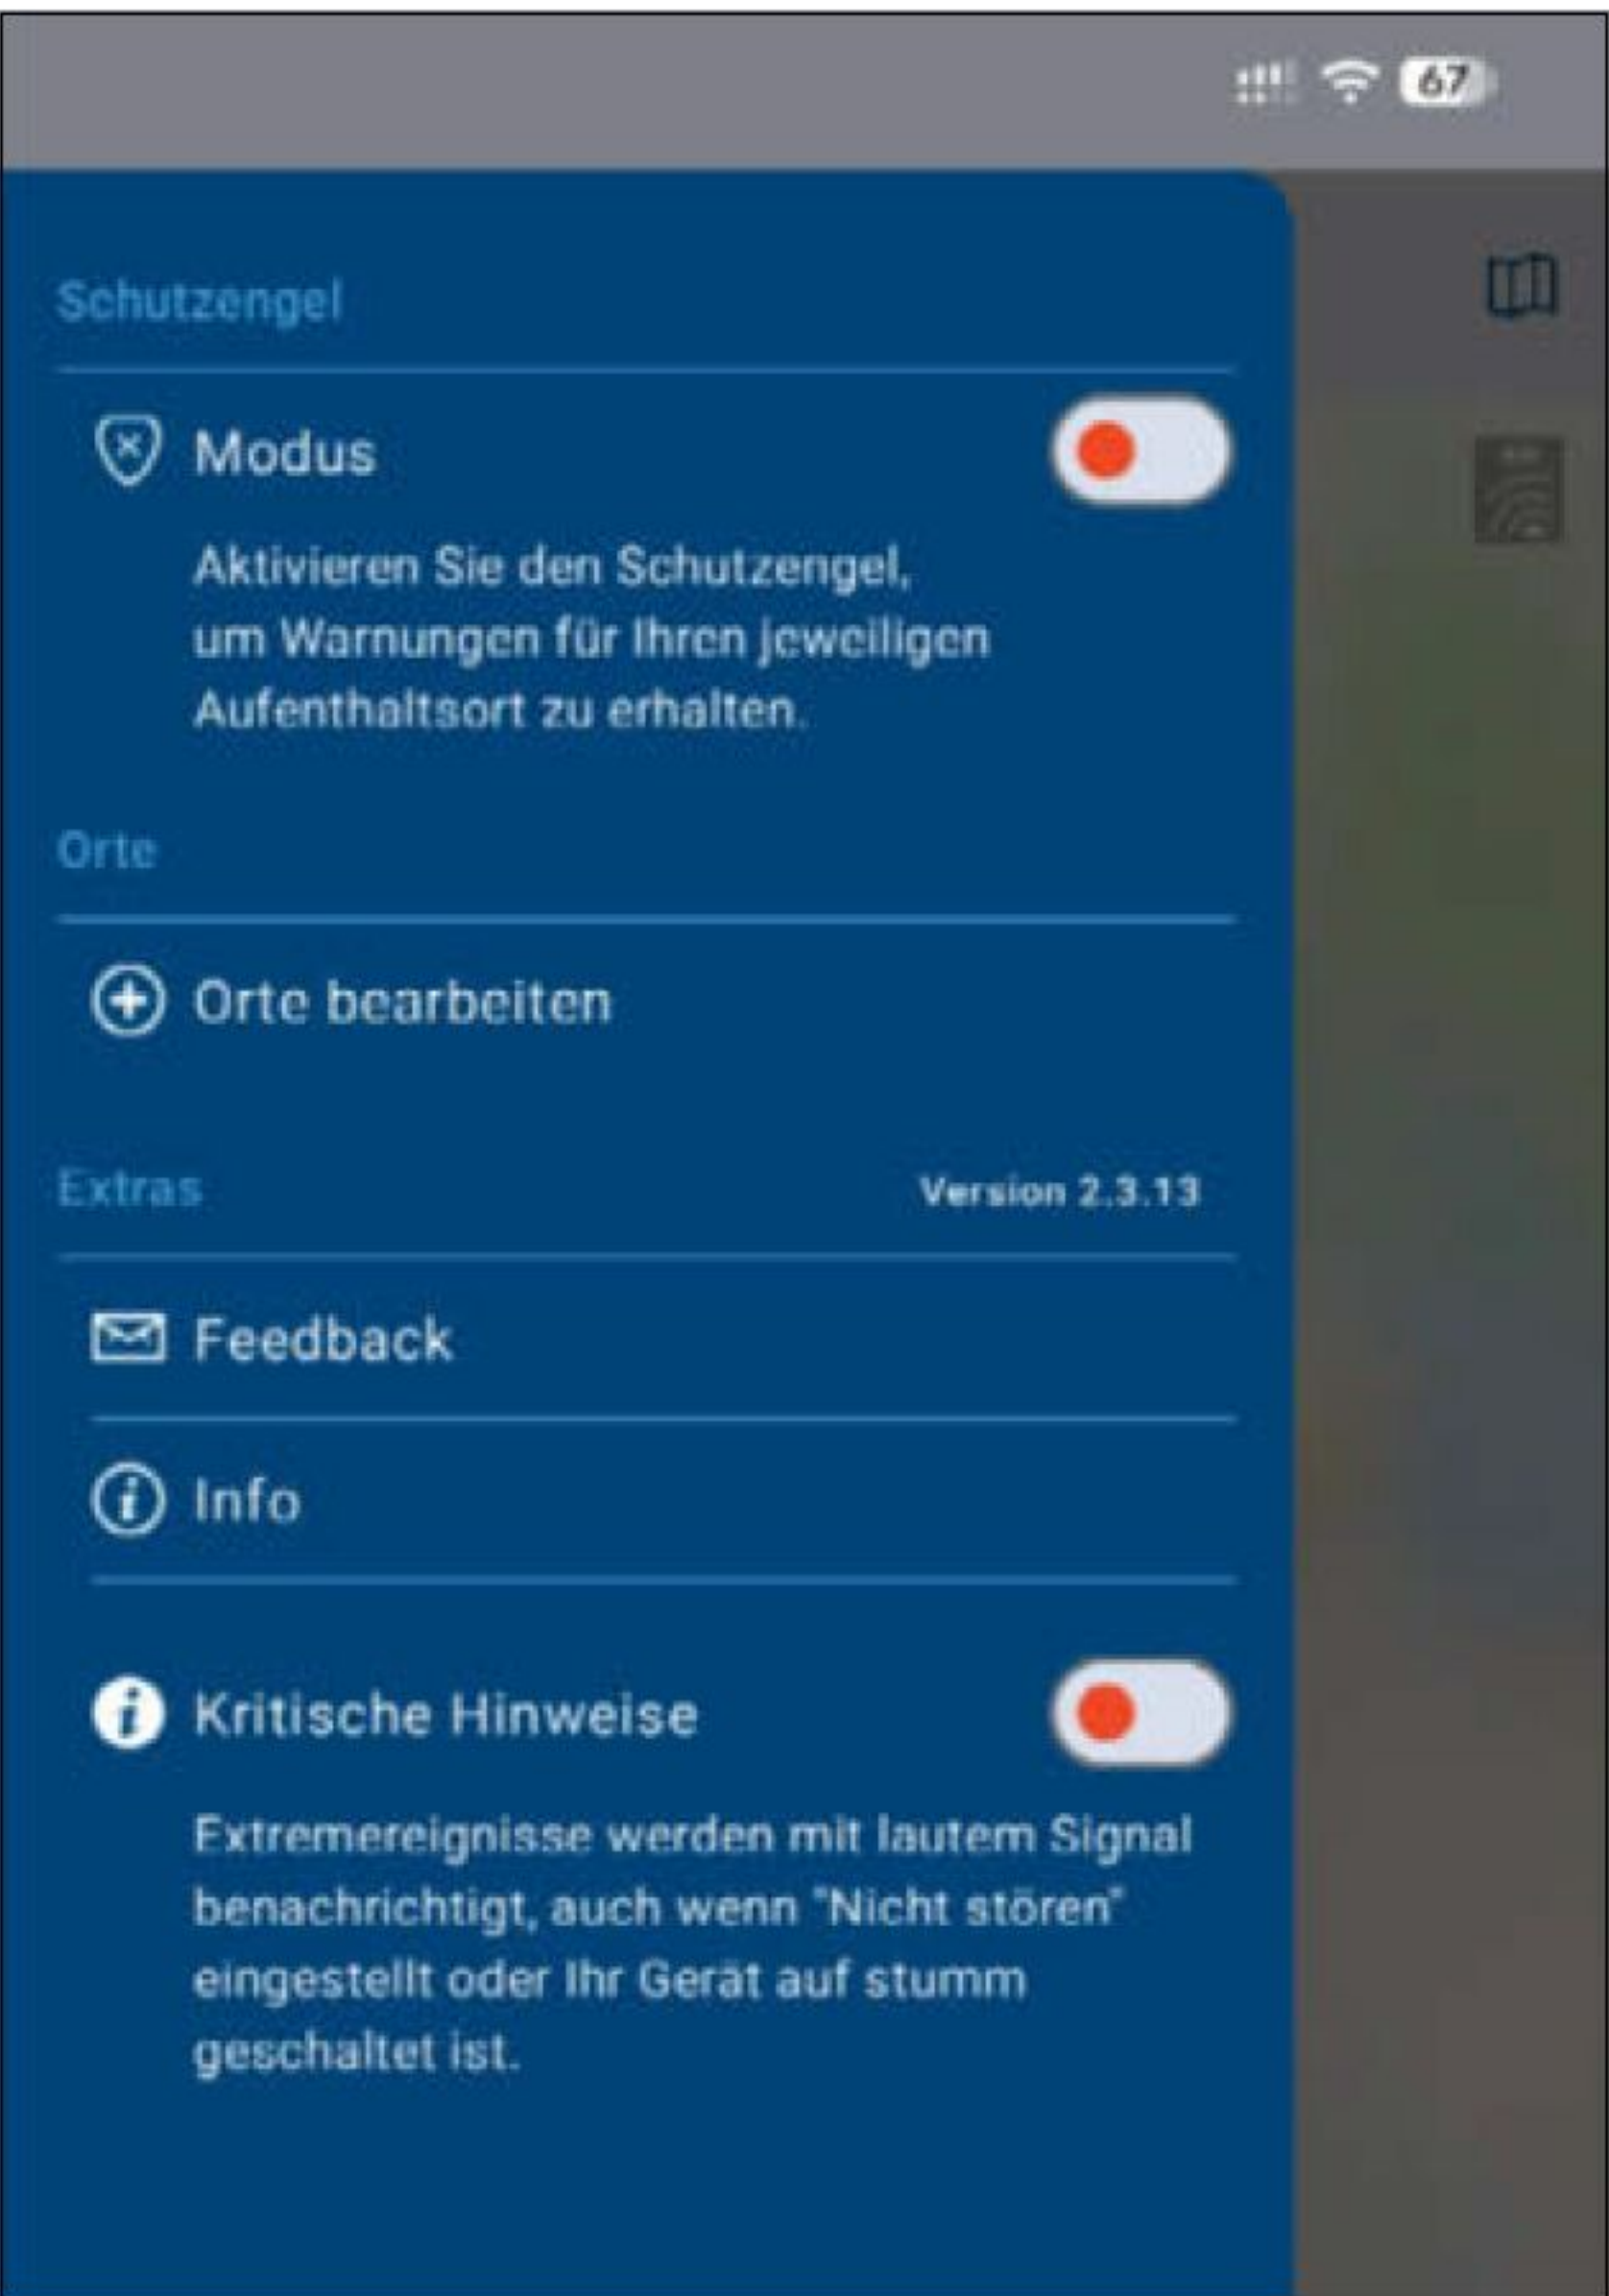 67
Schutzengel
Modus
Aktivieren Sie den Schutzengel,
um Warnungen für Ihren jeweiligen
Aufenthaltsort zu erhalten.
Orte
Orte bearbeiten
Extras
Version 2.3.13
Feedback
Info
Kritische Hinweise
Extremereignisse werden mit lautem Signal
benachrichtigt, auch wenn "Nicht stören"
eingestellt oder Ihr Gerät auf stumm
geschaltet ist.